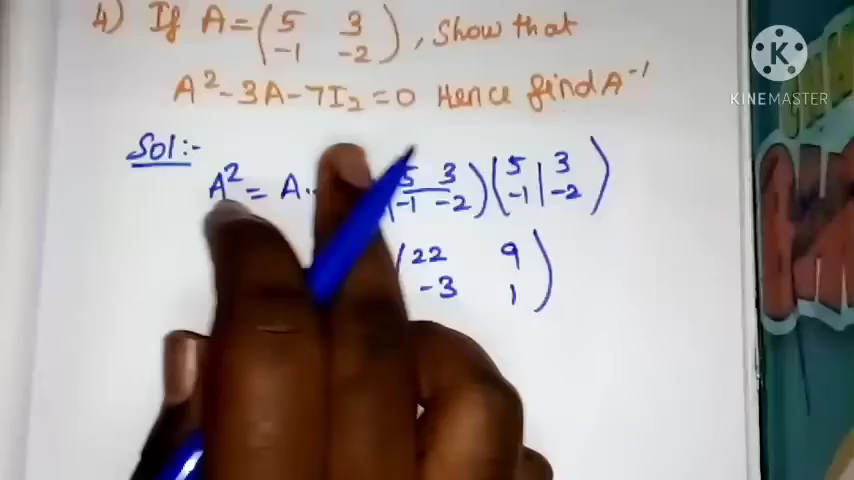 4) If A = ( 5 3 ) , Show that
-1 -2
A² - 3A - 7I₂ = 0 Hence find A⁻¹
Sol:-
A² = A. 5 3 ) ( 5 | 3 )
-1 -2 -1 | -2
( 22 9 )
-3 1
KINEMASTER